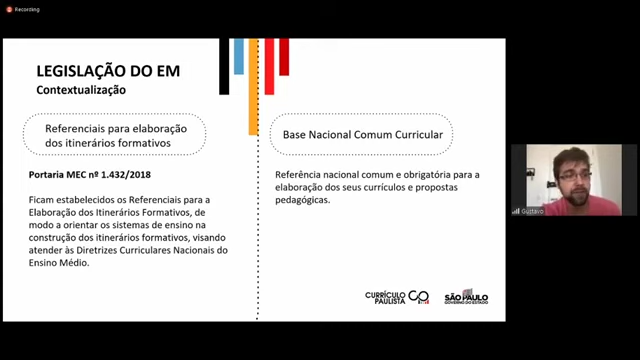 Recording
LEGISLAÇÃO DO EM
Contextualização
Referenciais para elaboração
dos itinerários formativos
Portaria MEC nº 1.432/2018
Ficam estabelecidos os Referenciais para a
Elaboração dos Itinerários Formativos, de
modo a orientar os sistemas de ensino na
construção dos itinerários formativos, visando
atender às Diretrizes Curriculares Nacionais do
Ensino Médio.
Base Nacional Comum Curricular
Referência nacional comum e obrigatória para a
elaboração dos seus currículos e propostas
pedagógicas.
CURRÍCULO
PAULISTA
SÃO PAULO
GOVERNO DO ESTADO
Gustavo